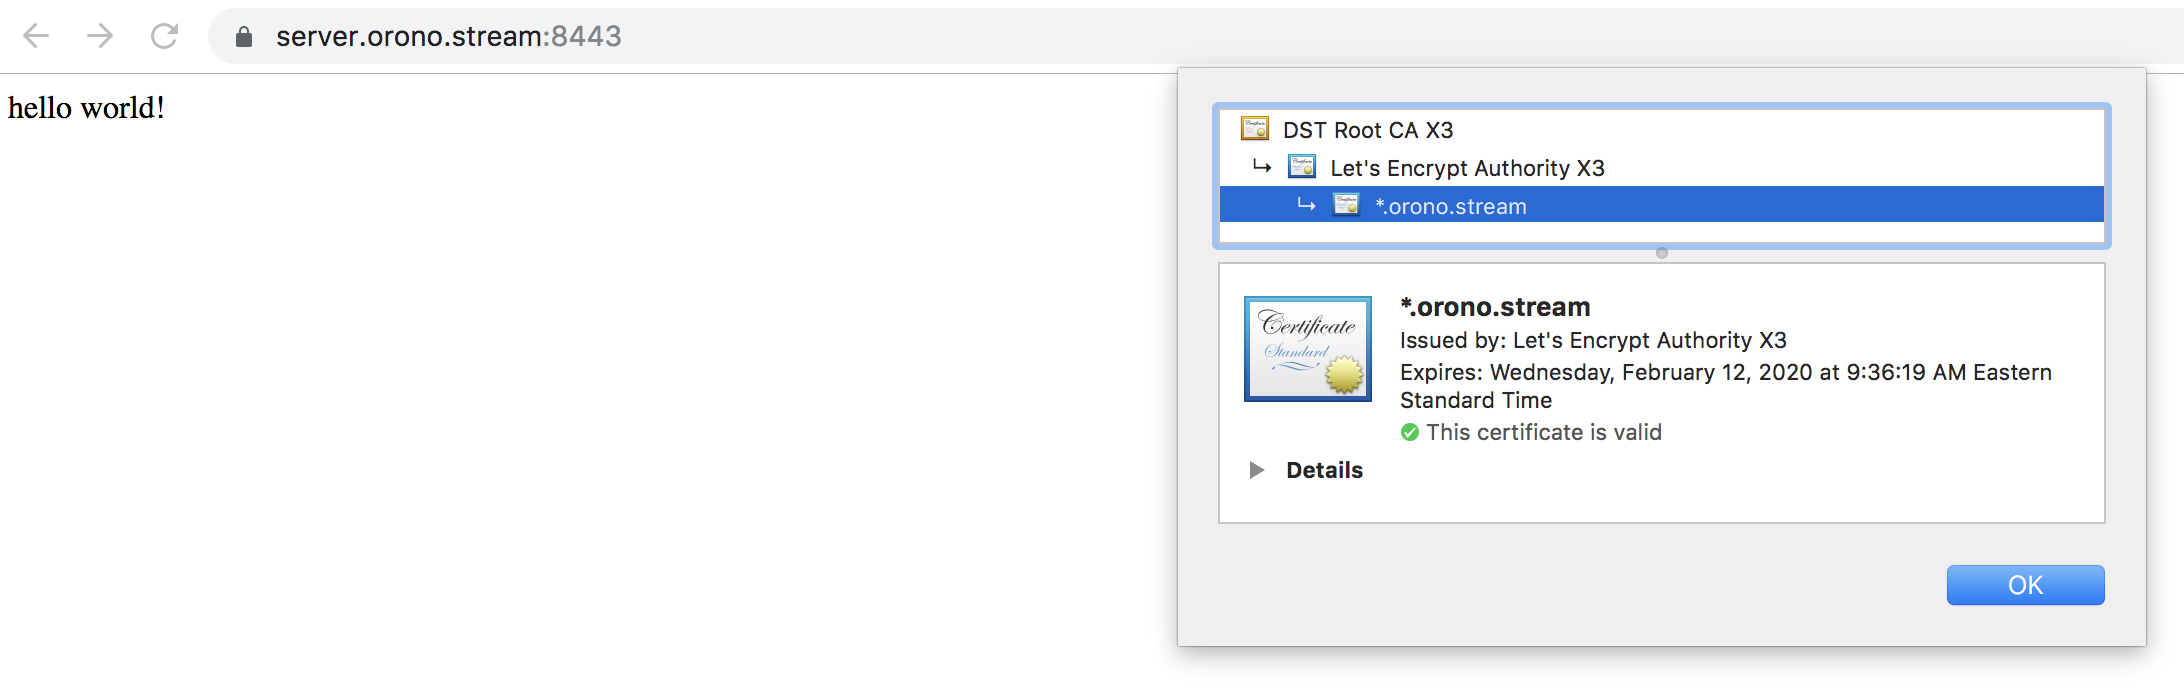 server.orono.stream:8443
hello world!
DST Root CA X3
Let's Encrypt Authority X3
*.orono.stream
Certificate
Standard
*.orono.stream
Issued by: Let's Encrypt Authority X3
Expires: Wednesday, February 12, 2020 at 9:36:19 AM Eastern
Standard Time
This certificate is valid
Details
OK